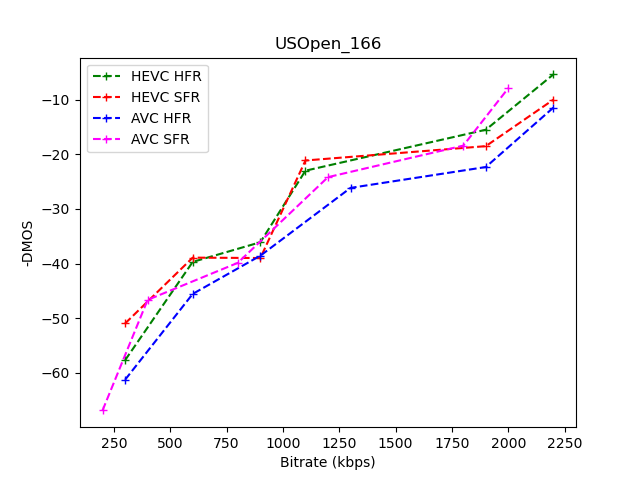 USOpen_166
HEVC HFR
HEVC SFR
AVC HFR
AVC SFR
−10
−20
−30
−40
−50
−60
-DMOS
250 500 750 1000 1250 1500 1750 2000 2250
Bitrate (kbps)